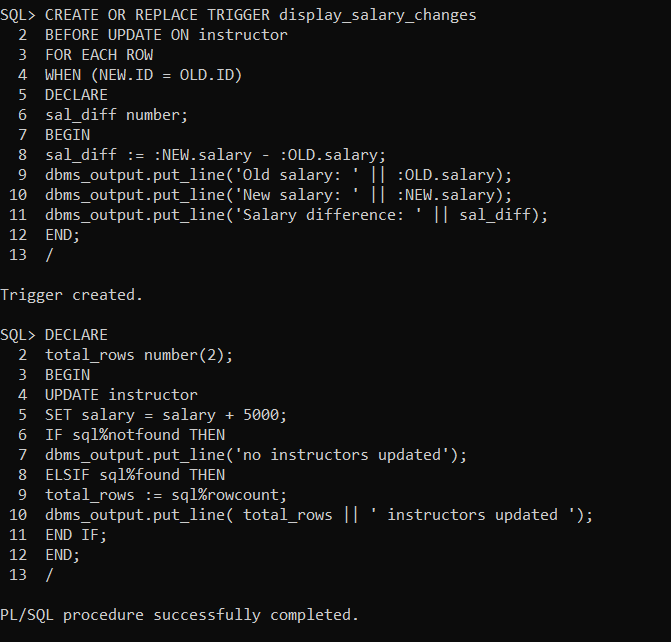 SQL> CREATE OR REPLACE TRIGGER display_salary_changes
  2  BEFORE UPDATE ON instructor
  3  FOR EACH ROW
  4  WHEN (NEW.ID = OLD.ID)
  5  DECLARE
  6  sal_diff number;
  7  BEGIN
  8  sal_diff := :NEW.salary - :OLD.salary;
  9  dbms_output.put_line('Old salary: ' || :OLD.salary);
 10  dbms_output.put_line('New salary: ' || :NEW.salary);
 11  dbms_output.put_line('Salary difference: ' || sal_diff);
 12  END;
 13  /

Trigger created.

SQL> DECLARE
  2  total_rows number(2);
  3  BEGIN
  4  UPDATE instructor
  5  SET salary = salary + 5000;
  6  IF sql%notfound THEN
  7  dbms_output.put_line('no instructors updated');
  8  ELSIF sql%found THEN
  9  total_rows := sql%rowcount;
 10  dbms_output.put_line( total_rows || ' instructors updated ');
 11  END IF;
 12  END;
 13  /

PL/SQL procedure successfully completed.